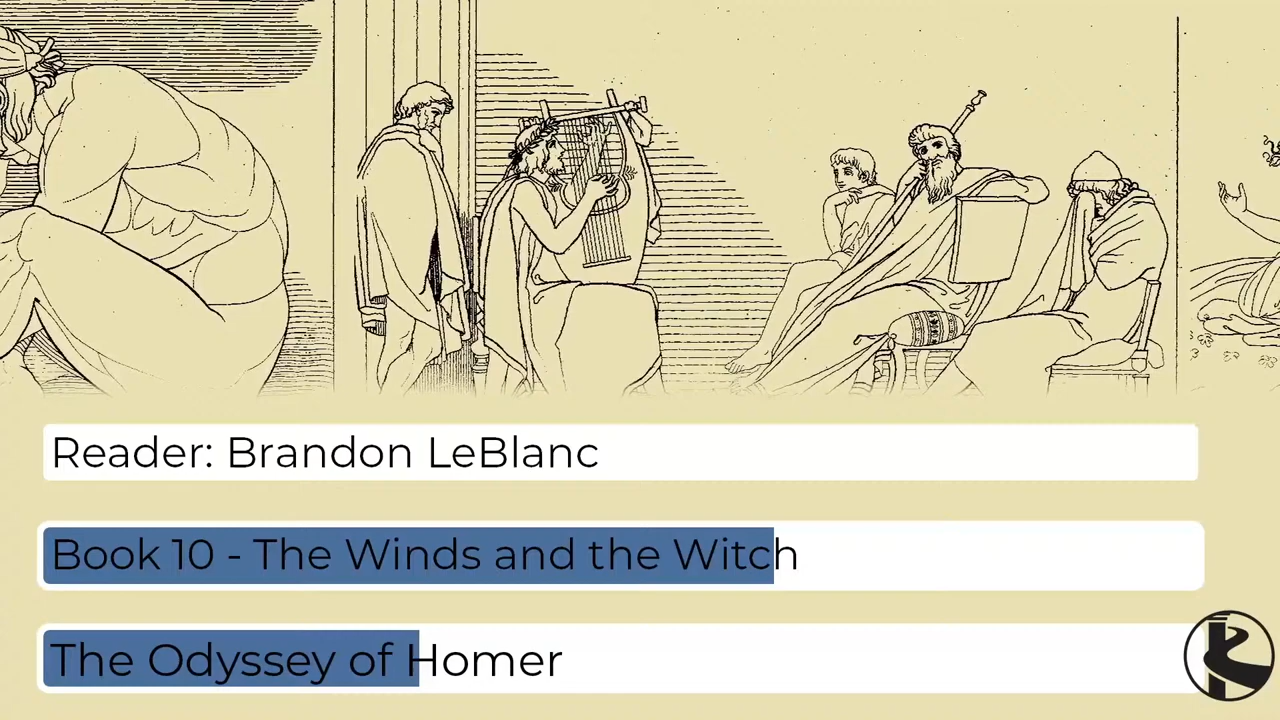 Reader: Brandon LeBlanc
Book 10 - The Winds and the Witch
The Odyssey of Homer